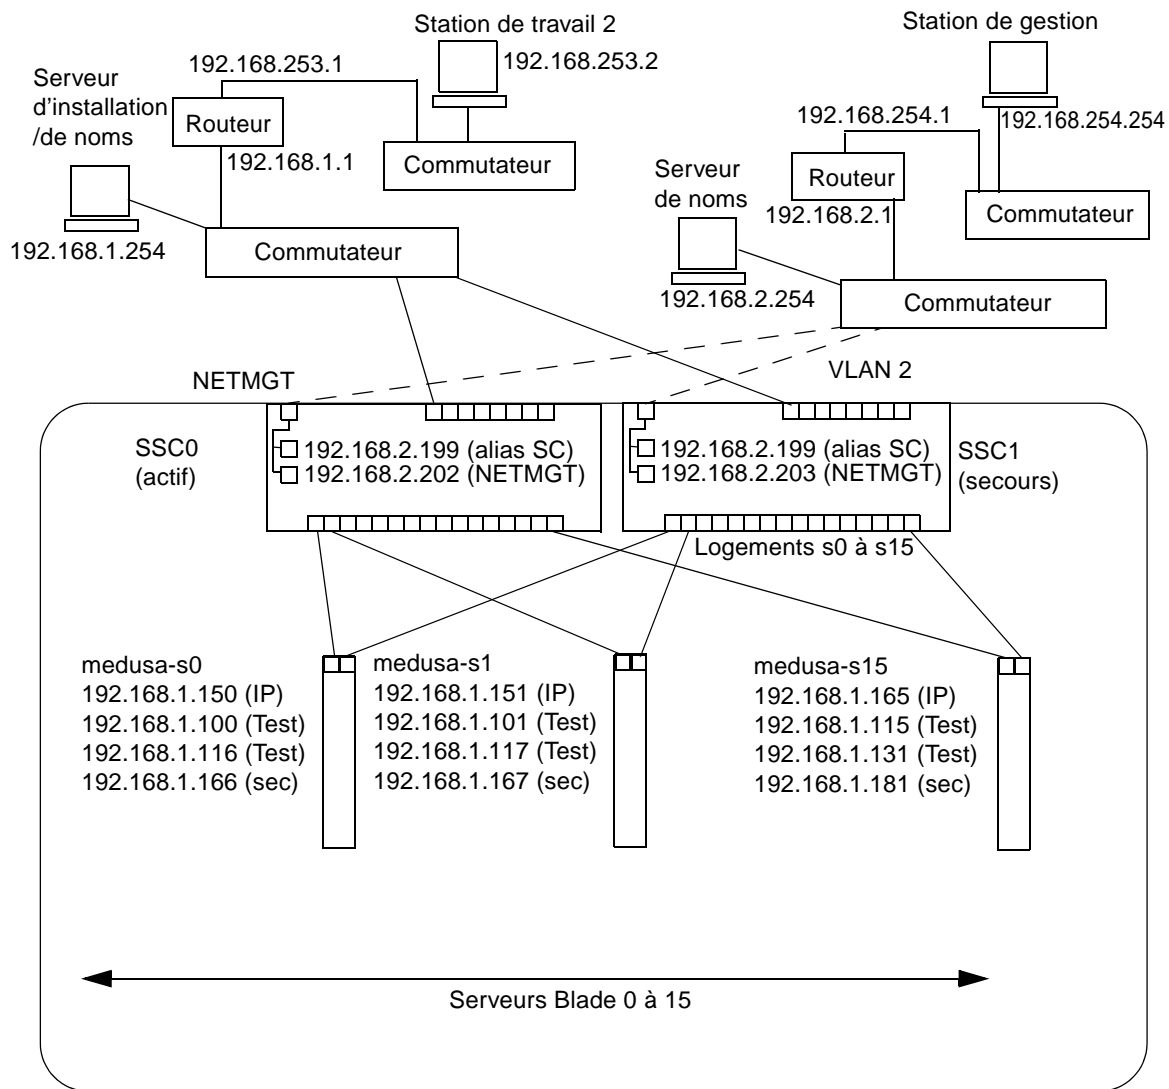 Station de travail 2
192.168.253.1
192.168.253.2
Serveur
d'installation
/de noms
Routeur
192.168.1.1
Commutateur
192.168.1.254
Commutateur
Station de gestion
192.168.254.1
192.168.254.254
Serveur
de noms
Routeur
192.168.2.1
Commutateur
192.168.2.254
Commutateur
NETMGT
VLAN 2
SSC0
(actif)
192.168.2.199 (alias SC)
192.168.2.202 (NETMGT)
192.168.2.199 (alias SC)
192.168.2.203 (NETMGT)
SSC1
(secours)
Logements s0 à s15
medusa-s0
192.168.1.150 (IP)
192.168.1.100 (Test)
192.168.1.116 (Test)
192.168.1.166 (sec)
medusa-s1
192.168.1.151 (IP)
192.168.1.101 (Test)
192.168.1.117 (Test)
192.168.1.167 (sec)
medusa-s15
192.168.1.165 (IP)
192.168.1.115 (Test)
192.168.1.131 (Test)
192.168.1.181 (sec)
Serveurs Blade 0 à 15